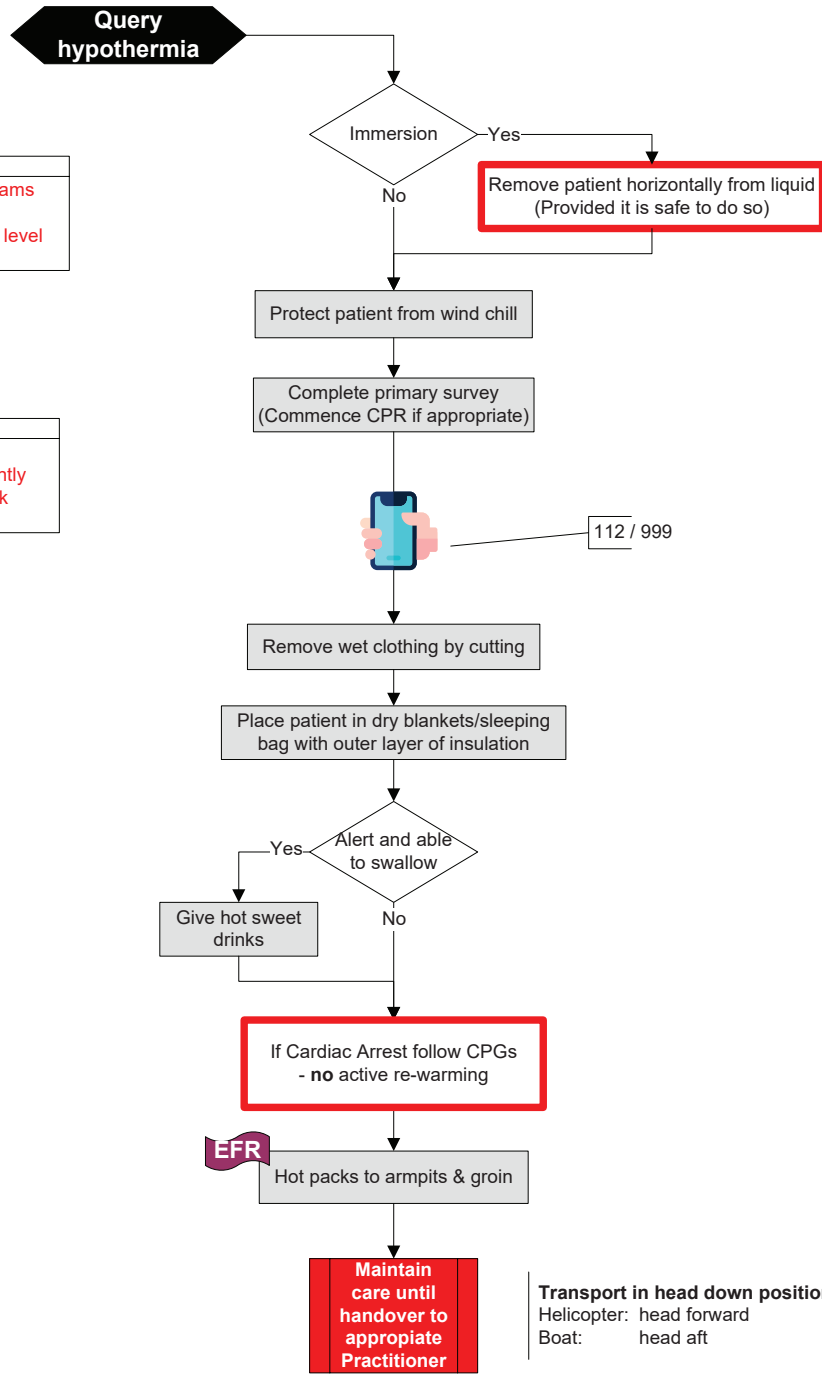 Query
hypothermia
Immersion
Yes
No
Remove patient horizontally from liquid
(Provided it is safe to do so)
level
Protect patient from wind chill
Complete primary survey
(Commence CPR if appropriate)
112 / 999
Remove wet clothing by cutting
Place patient in dry blankets/sleeping
bag with outer layer of insulation
Alert and able
to swallow
Yes
No
Give hot sweet
drinks
If Cardiac Arrest follow CPGs
- no active re-warming
EFR
Hot packs to armpits & groin
Maintain
care until
handover to
appropiate
Practitioner
Transport in head down
Helicopter: head forward
Boat: head aft